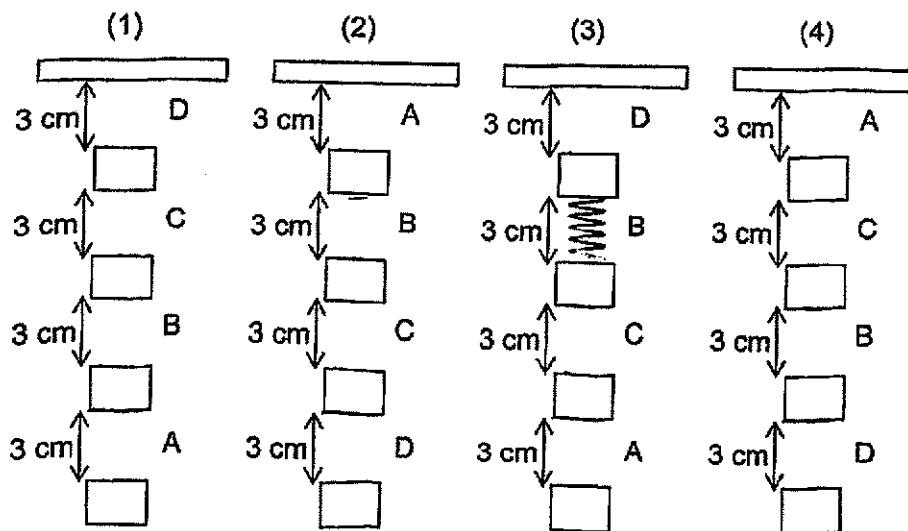 (1) (2) (3) (4)
3 cm D 3 cm A 3 cm D 3 cm A
3 cm C 3 cm B 3 cm B 3 cm C
3 cm B 3 cm C 3 cm C 3 cm B
3 cm A 3 cm D 3 cm A 3 cm D